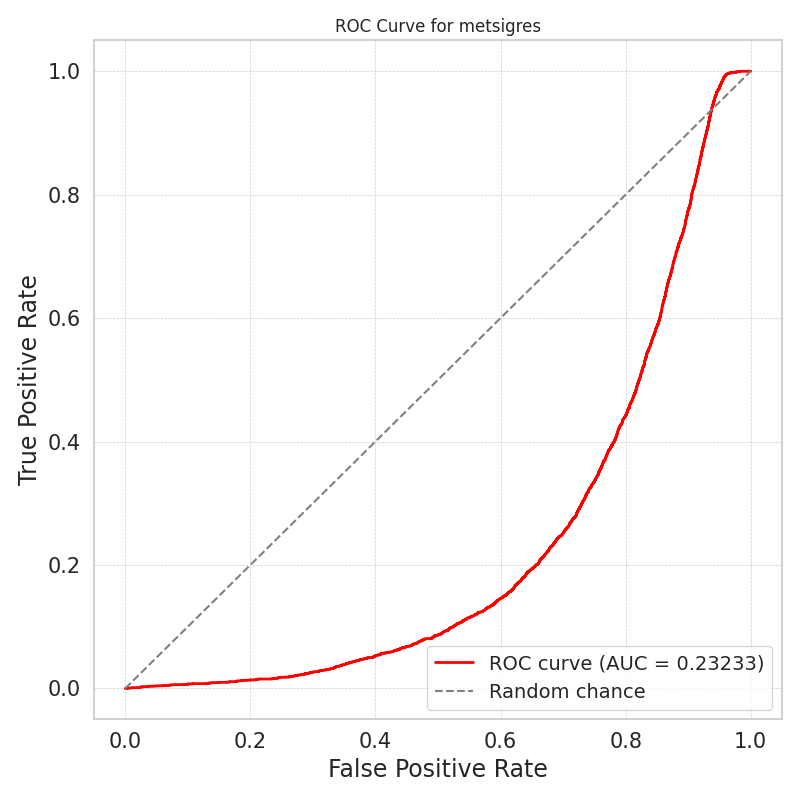 ROC Curve for metsigres
1.0
0.8
0.6
0.4
0.2
0.0
True Positive Rate
ROC curve (AUC = 0.23233)
Random chance
0.0 0.2 0.4 0.6 0.8 1.0
False Positive Rate